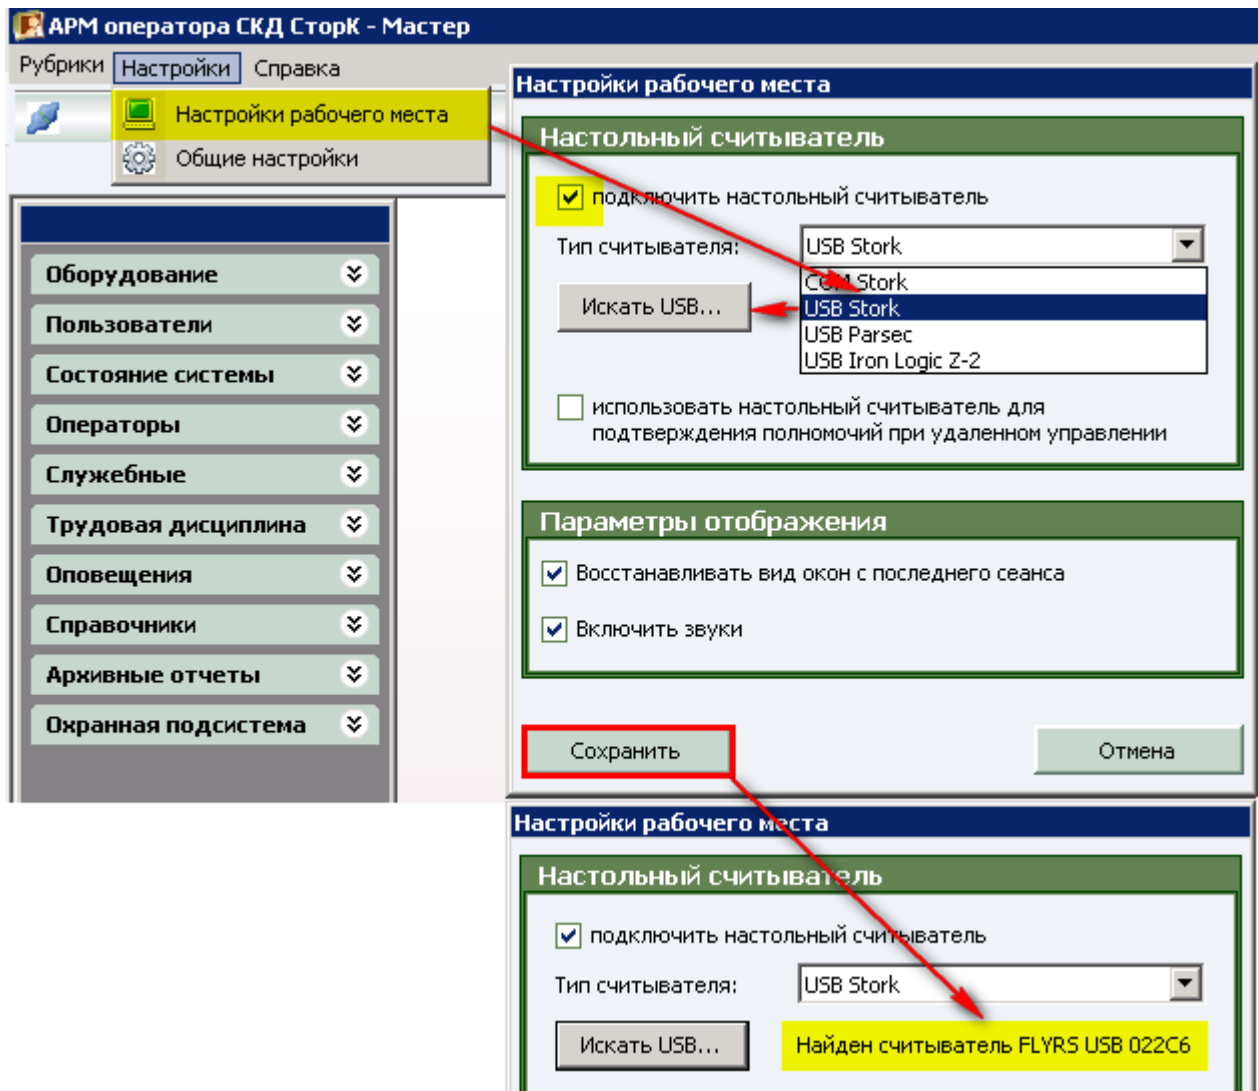 АРМ оператора СКД СторК - Мастер
Рубрики Настройки Справка
Настройки рабочего места
Общие настройки
Оборудование
Пользователи
Состояние системы
Операторы
Служебные
Трудовая дисциплина
Оповещения
Справочники
Архивные отчеты
Охранная подсистема
Настройки рабочего места
Настольный считыватель
подключить настольный считыватель
Тип считывателя: USB Stork
COM Stork
Искать USB... USB Stork
USB Parsec
USB Iron Logic Z-2
использовать настольный считыватель для
подтверждения полномочий при удаленном управлении
Параметры отображения
Восстанавливать вид окон с последнего сеанса
Включить звуки
Сохранить Отмена
Настройки рабочего места
Настольный считыватель
подключить настольный считыватель
Тип считывателя: USB Stork
Искать USB... Найден считыватель FLYRS USB 022C6